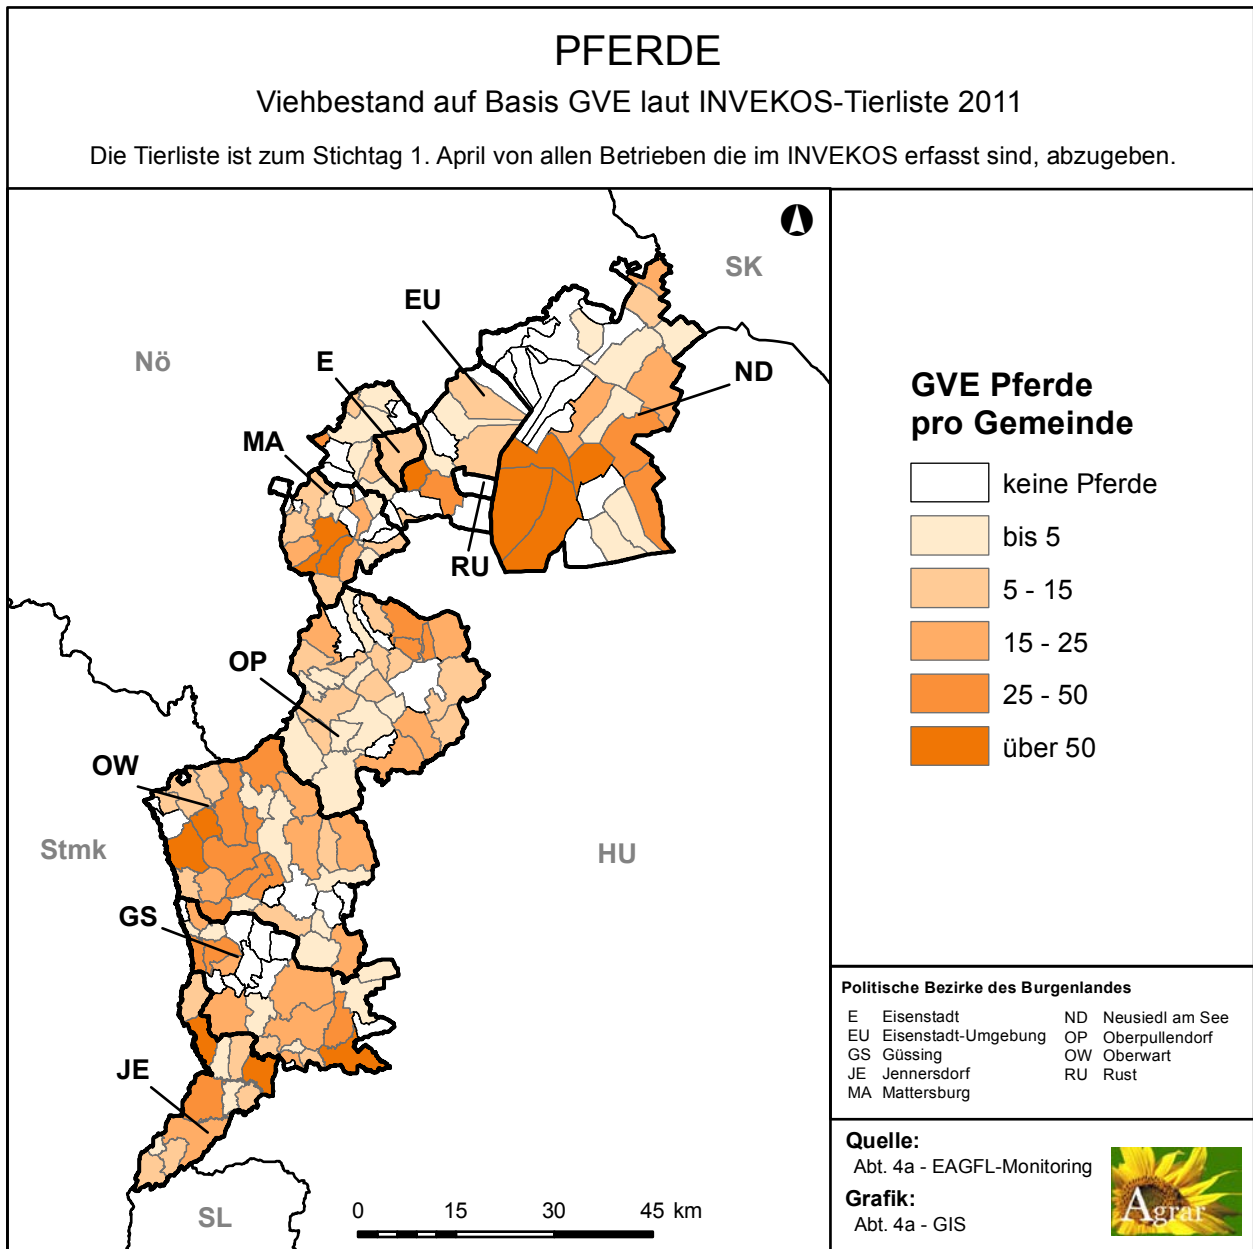 PFERDE
Viehbestand auf Basis GVE laut INVEKOS-Tierliste 2011
Die Tierliste ist zum Stichtag 1. April von allen Betrieben die im INVEKOS erfasst sind, abzugeben.
SK
EU
Nö
E
ND
MA
RU
OP
OW
Stmk
HU
GS
JE
SL
0 15 30 45 km
GVE Pferde
pro Gemeinde
keine Pferde
bis 5
5 - 15
15 - 25
25 - 50
über 50
Politische Bezirke des Burgenlandes
E Eisenstadt
EU Eisenstadt-Umgebung
GS Güssing
JE Jennersdorf
MA Mattersburg
ND Neusiedl am See
OP Oberpullendorf
OW Oberwart
RU Rust
Quelle:
Abt. 4a - EAGFL-Monitoring
Grafik:
Abt. 4a - GIS
Agrar